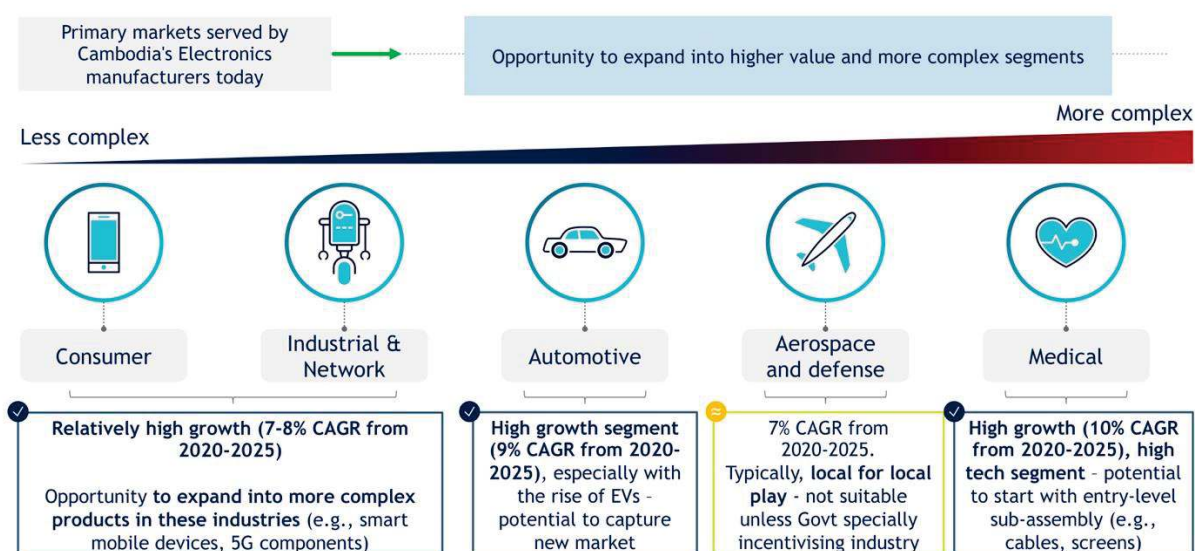 Primary markets served by
Cambodia's Electronics
manufacturers today
Opportunity to expand into higher value and more complex segments
Less complex
More complex
Consumer
Industrial &
Network
Automotive
Aerospace
and defense
Medical
Relatively high growth (7-8% CAGR from
2020-2025)
Opportunity to expand into more complex
products in these industries (e.g., smart
mobile devices, 5G components)
High growth segment
(9% CAGR from 2020-
2025), especially with
the rise of EVs –
potential to capture
new market
7% CAGR from
2020-2025.
Typically, local for local
play - not suitable
unless Govt specially
incentivising industry
High growth (10% CAGR
from 2020-2025), high
tech segment – potential
to start with entry-level
sub-assembly (e.g.,
cables, screens)